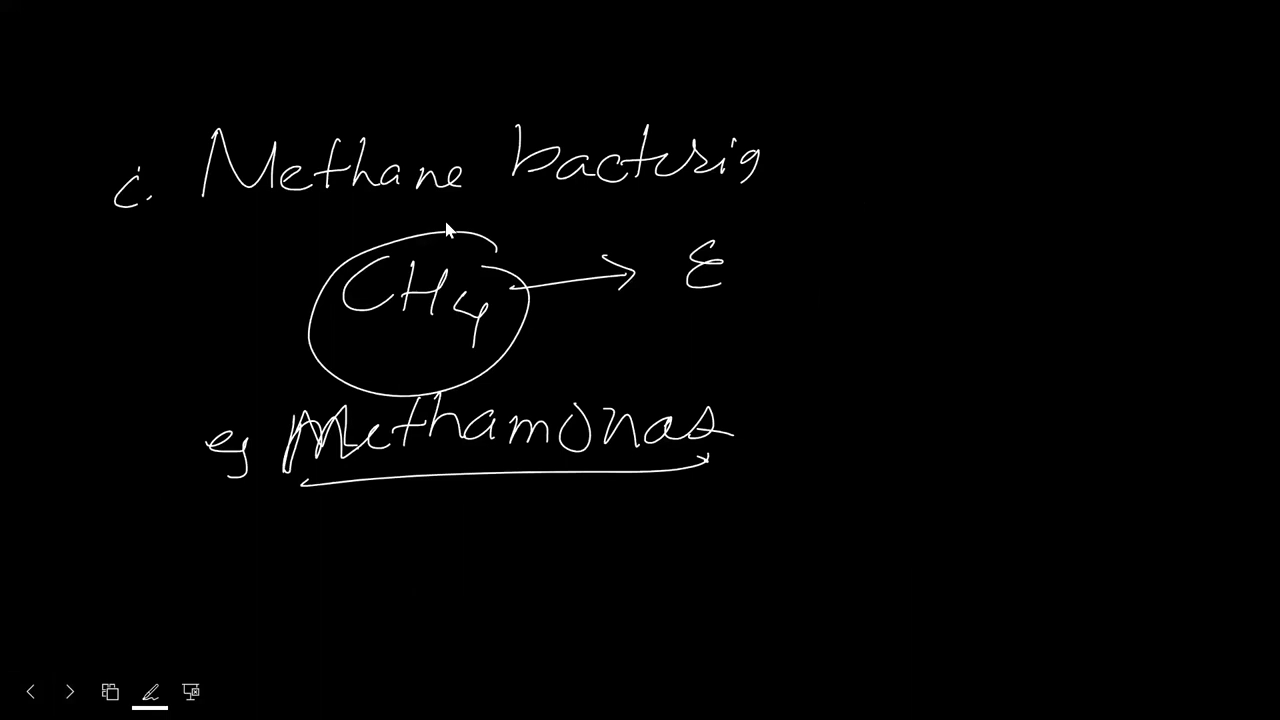 i. Methane bacteria
CH4 → E
eg Methamonas